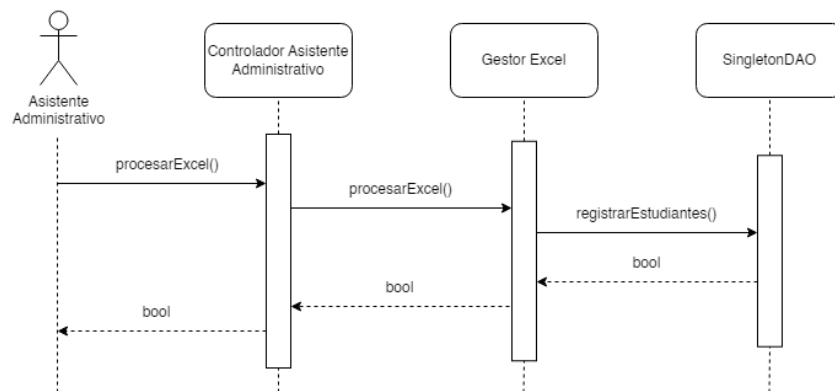 Controlador Asistente
Administrativo
Gestor Excel
SingletonDAO
Asistente
Administrativo
procesarExcel()
procesarExcel()
registrarEstudiantes()
bool
bool
bool